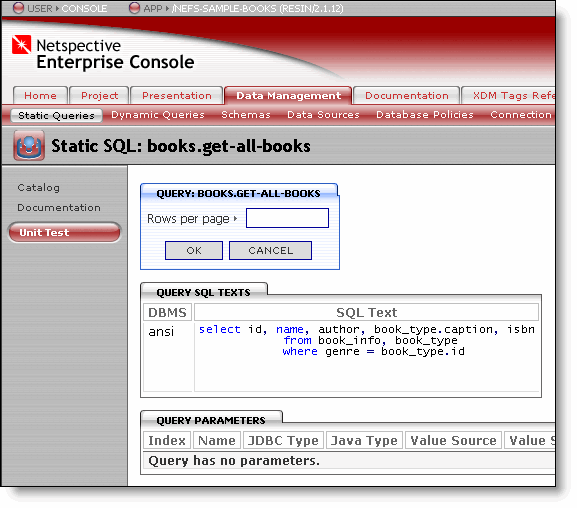 USER CONSOLE APP /NEFS-SAMPLE-BOOKS (RESIN/2.1.12)
Netspective
Enterprise Console
Home Project Presentation Data Management Documentation XDM Tags Refe
Static Queries Dynamic Queries Schemas Data Sources Database Policies Connection
Static SQL: books.get-all-books
Catalog
Documentation
Unit Test
QUERY: BOOKS.GET-ALL-BOOKS
Rows per page
OK CANCEL
QUERY SQL TEXTS
DBMS SQL Text
ansi select id, name, author, book_type.caption, isbn
from book_info, book_type
where genre = book_type.id
QUERY PARAMETERS
Index Name JDBC Type Java Type Value Source Value S
Query has no parameters.